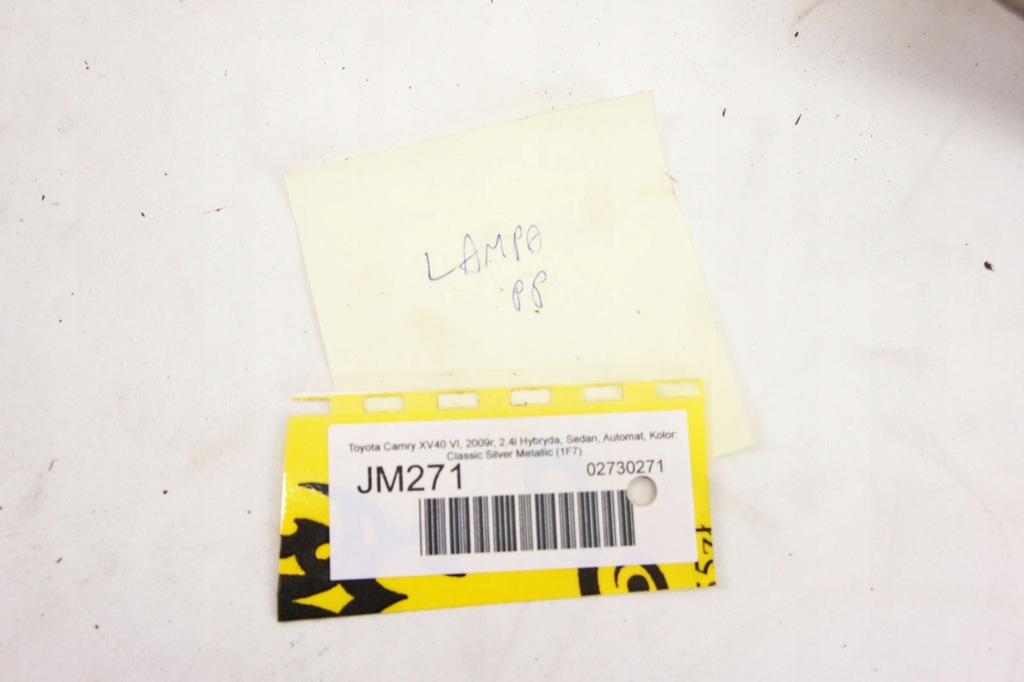 LAMPA
PP
Toyota Camry XV40 VI, 2009r, 2.4i Hybryda, Sedan, Automat, Kolor:
Classic Silver Metallic (1F7)
JM271
02730271